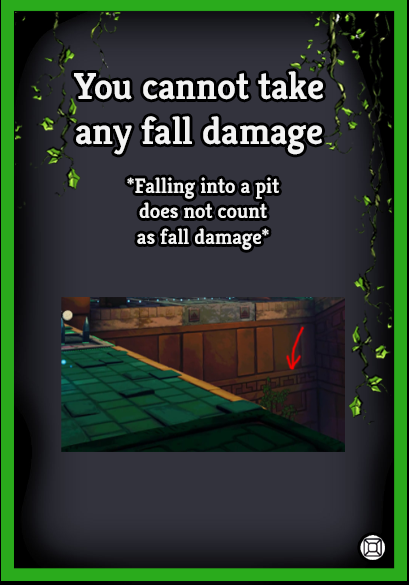 You cannot take
any fall damage
*Falling into a pit
does not count
as fall damage*